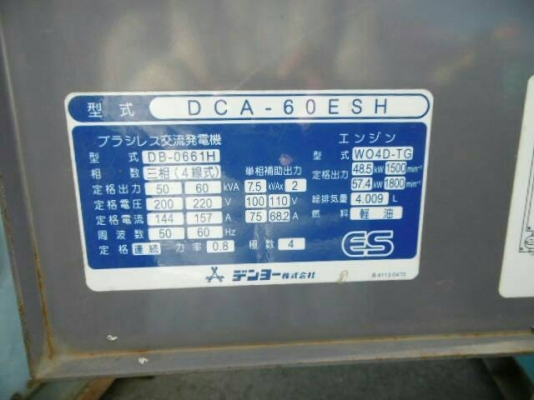 型式 DCA-60ESH
ブラシレス交流発電機 エンジン
型式 DB-0661H 型式 WO4D-TG
相数 三相(4線式) 単相補助出力 48.5 kW 1500 min-1
定格出力 50 60 kVA 7.5 kVA× 2 57.4 kW 1800 min-1
定格電圧 200 220 V 100 110 V 総排気量 4.009 L
定格電流 144 157 A 75 68.2 A 燃料 軽油
周波数 50 60 Hz
定格 連続 力率 0.8 極数 4 ES
デンヨー株式会社